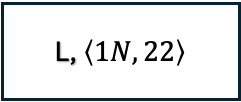 L, ⟨1N, 22⟩